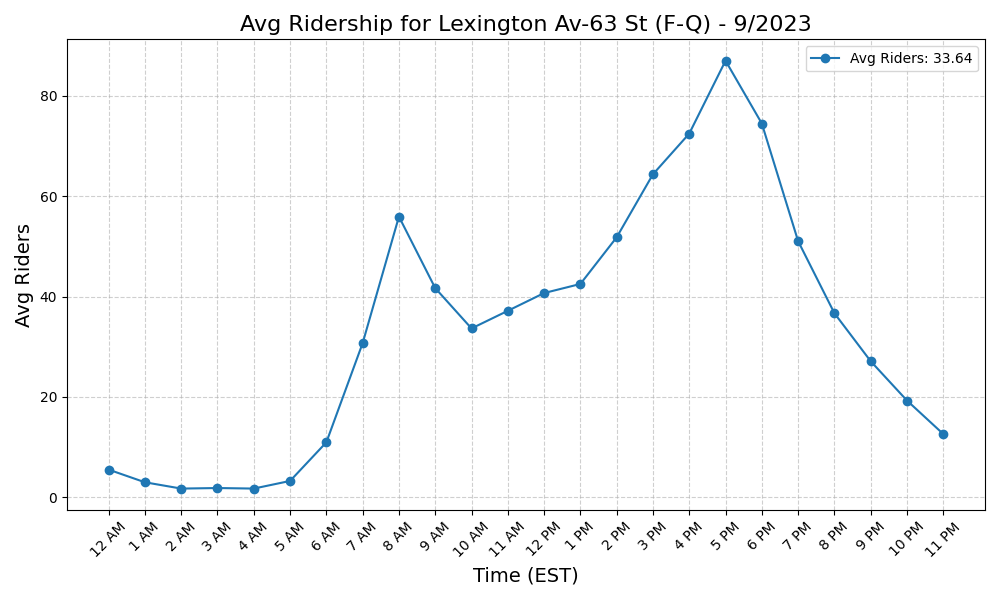 Avg Ridership for Lexington Av-63 St (F-Q) - 9/2023
Avg Riders: 33.64
Avg Riders
80
60
40
20
0
12 AM
1 AM
2 AM
3 AM
4 AM
5 AM
6 AM
7 AM
8 AM
9 AM
10 AM
11 AM
12 PM
1 PM
2 PM
3 PM
4 PM
5 PM
6 PM
7 PM
8 PM
9 PM
10 PM
11 PM
Time (EST)